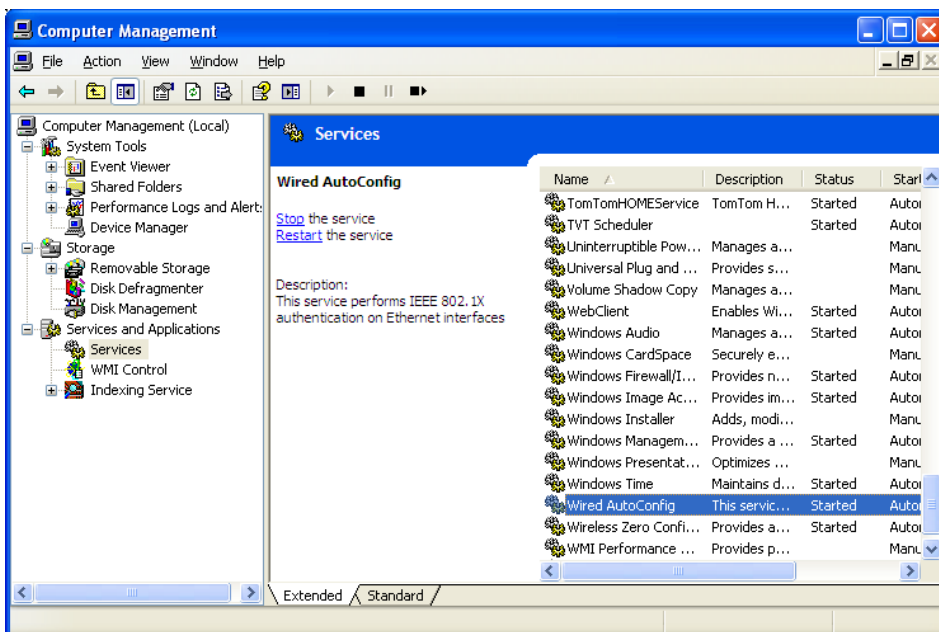 Computer Management
File Action View Window Help
Computer Management (Local)
System Tools
Event Viewer
Shared Folders
Performance Logs and Alert:
Device Manager
Storage
Removable Storage
Disk Defragmenter
Disk Management
Services and Applications
Services
WMI Control
Indexing Service
Services
Wired AutoConfig
Stop the service
Restart the service
Description:
This service performs IEEE 802.1X
authentication on Ethernet interfaces
Name Description Status Start
TomTomHOMEService TomTom H... Started Autor
TVT Scheduler Started Autor
Uninterruptible Pow... Manages a... Manu
Universal Plug and ... Provides s... Manu
Volume Shadow Copy Manages a... Manu
WebClient Enables Wi... Started Autor
Windows Audio Manages a... Started Autor
Windows CardSpace Securely e... Manu
Windows Firewall/I... Provides n... Started Autor
Windows Image Ac... Provides im... Started Autor
Windows Installer Adds, modi... Manu
Windows Managem... Provides a ... Started Autor
Windows Presentat... Optimizes ... Manu
Windows Time Maintains d... Started Autor
Wired AutoConfig This servic... Started Autor
Wireless Zero Confi... Provides a... Started Autor
WMI Performance ... Provides p... Manu
Extended Standard